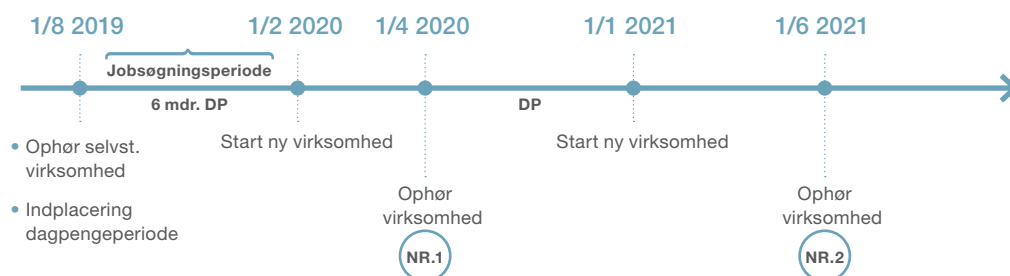 1/8 2019
1/2 2020
1/4 2020
1/1 2021
1/6 2021
Jobsøgningsperiode
6 mdr. DP
DP
• Ophør selvst.
virksomhed
• Indplacering
dagpengeperiode
Start ny virksomhed
Ophør
virksomhed
NR.1
Start ny virksomhed
Ophør
virksomhed
NR.2